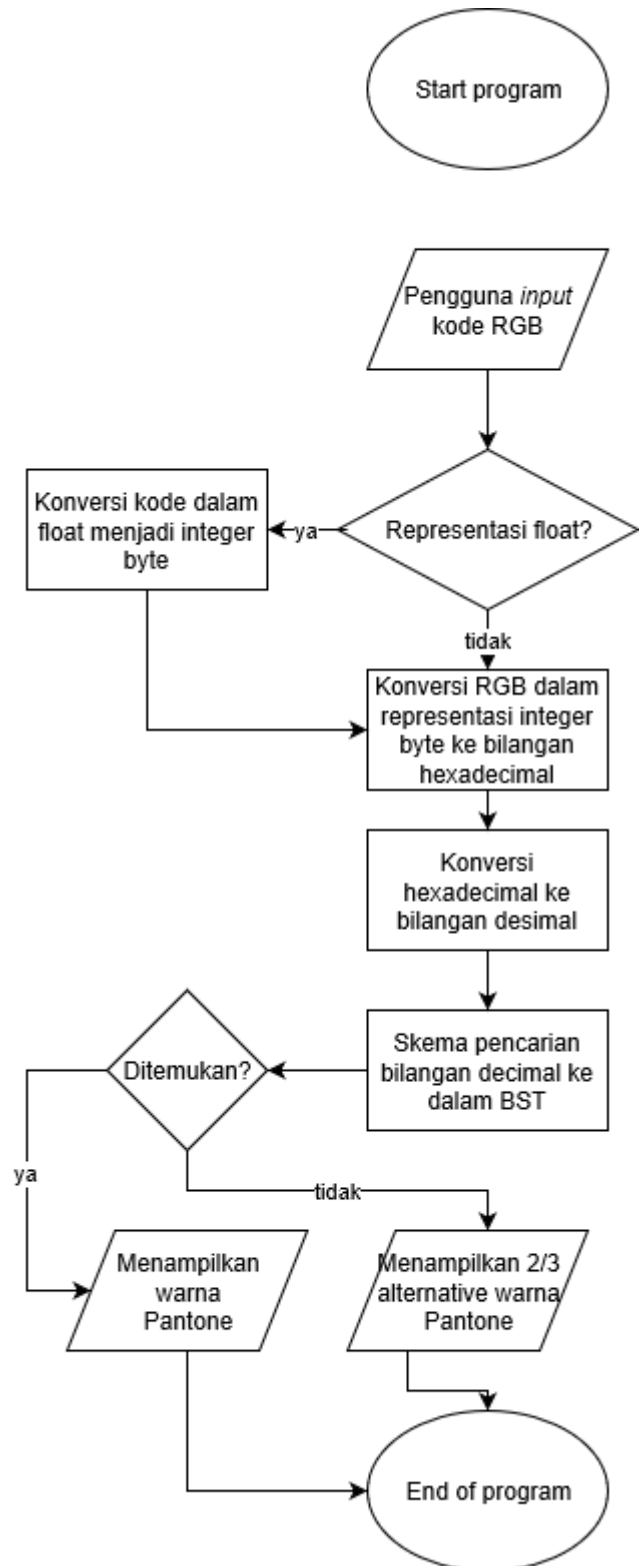 Start program
Pengguna input
kode RGB
Representasi float?
ya
Konversi kode dalam
float menjadi integer
byte
tidak
Konversi RGB dalam
representasi integer
byte ke bilangan
hexadecimal
Konversi
hexadecimal ke
bilangan desimal
Skema pencarian
bilangan decimal ke
dalam BST
Ditemukan?
ya
tidak
Menampilkan
warna
Pantone
Menampilkan 2/3
alternative warna
Pantone
End of program